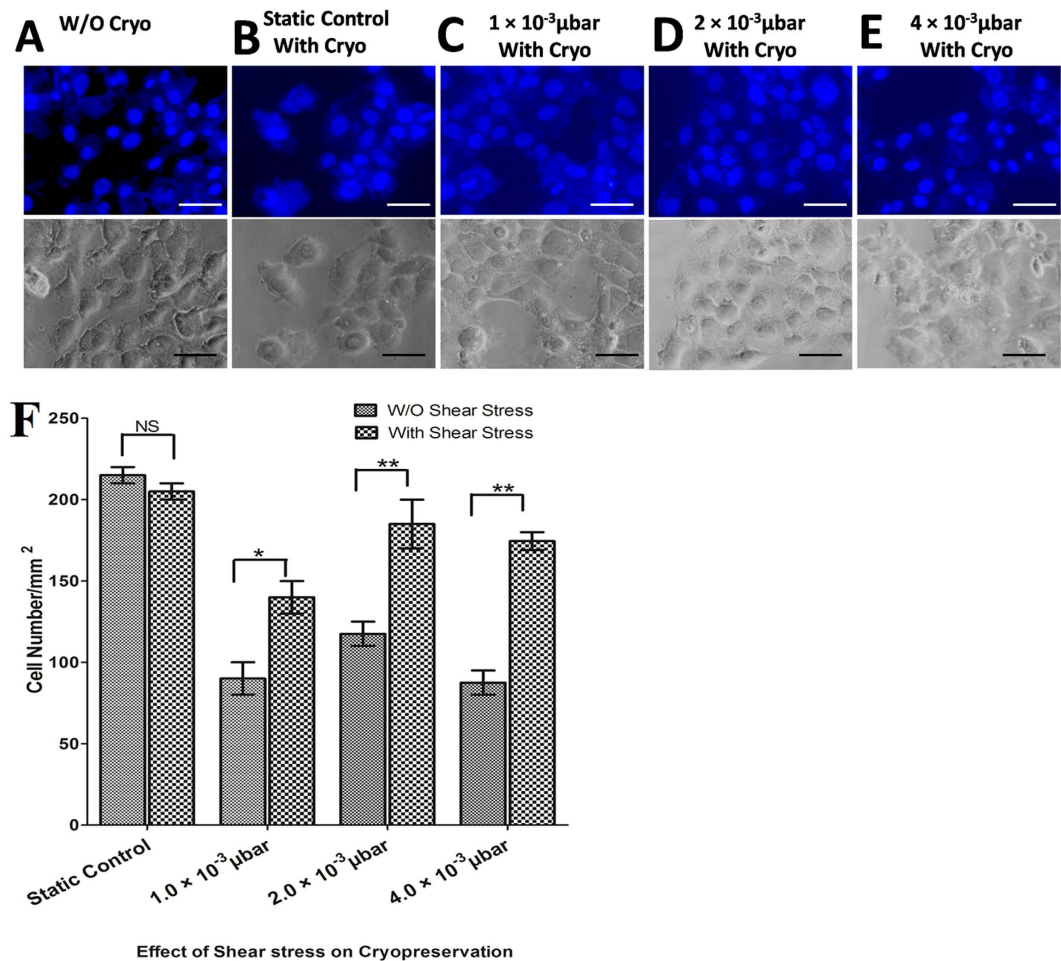 A W/O Cryo
B Static Control
With Cryo
C 1 × 10⁻³μbar
With Cryo
D 2 × 10⁻³μbar
With Cryo
E 4 × 10⁻³μbar
With Cryo
F
W/O Shear Stress
With Shear Stress
Cell Number/mm²
250
200
150
100
50
0
NS
*
**
**
Static Control
1.0 × 10⁻³ μbar
2.0 × 10⁻³ μbar
4.0 × 10⁻³ μbar
Effect of Shear stress on Cryopreservation